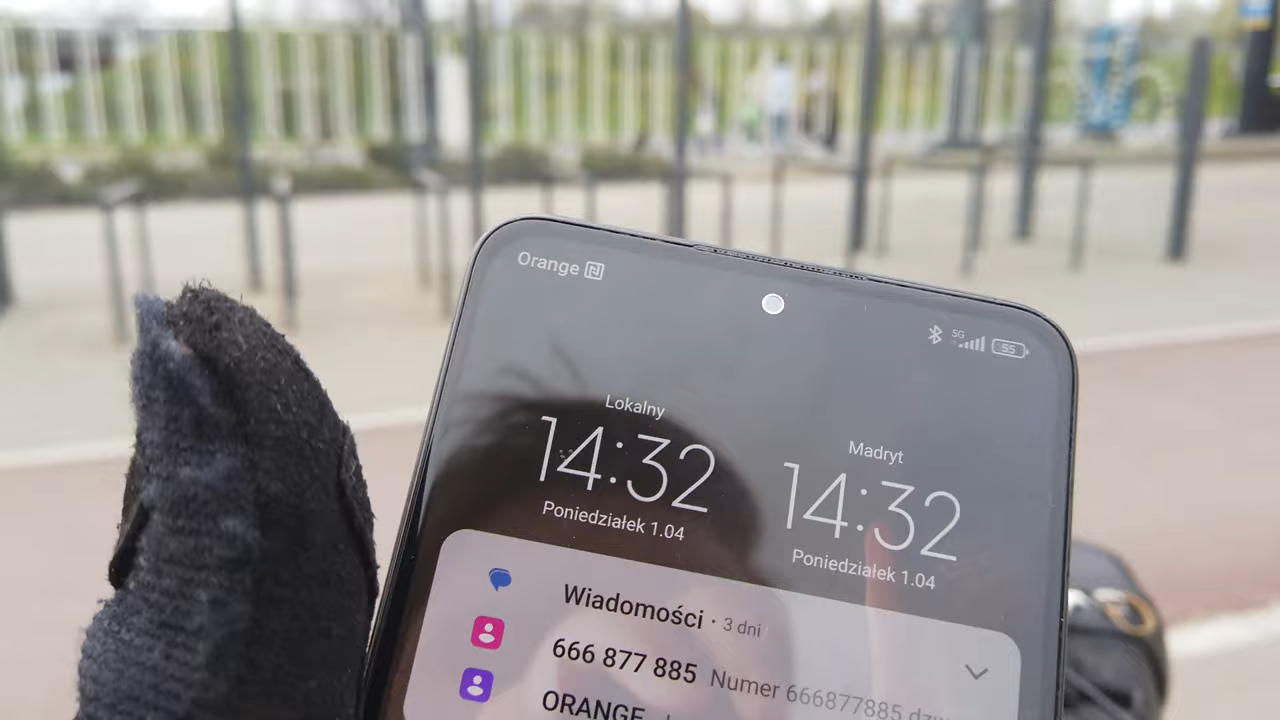 Orange
5G
55
Lokalny
14:32
Poniedziałek 1.04
Madryt
14:32
Poniedziałek 1.04
Wiadomości · 3 dni
666 877 885 Numer 666877885 dzw
ORANGE